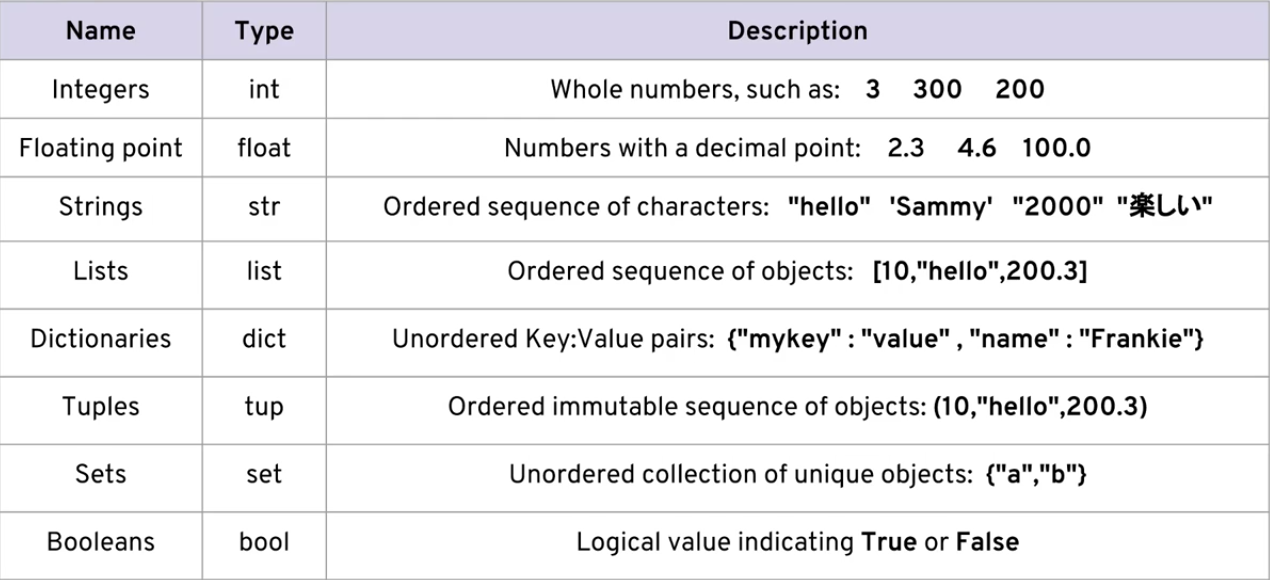 Name Type Description
Integers int Whole numbers, such as: 3 300 200
Floating point float Numbers with a decimal point: 2.3 4.6 100.0
Strings str Ordered sequence of characters: "hello" 'Sammy' "2000" "楽しい"
Lists list Ordered sequence of objects: [10,"hello",200.3]
Dictionaries dict Unordered Key:Value pairs: {"mykey" : "value" , "name" : "Frankie"}
Tuples tup Ordered immutable sequence of objects: (10,"hello",200.3)
Sets set Unordered collection of unique objects: {"a","b"}
Booleans bool Logical value indicating True or False